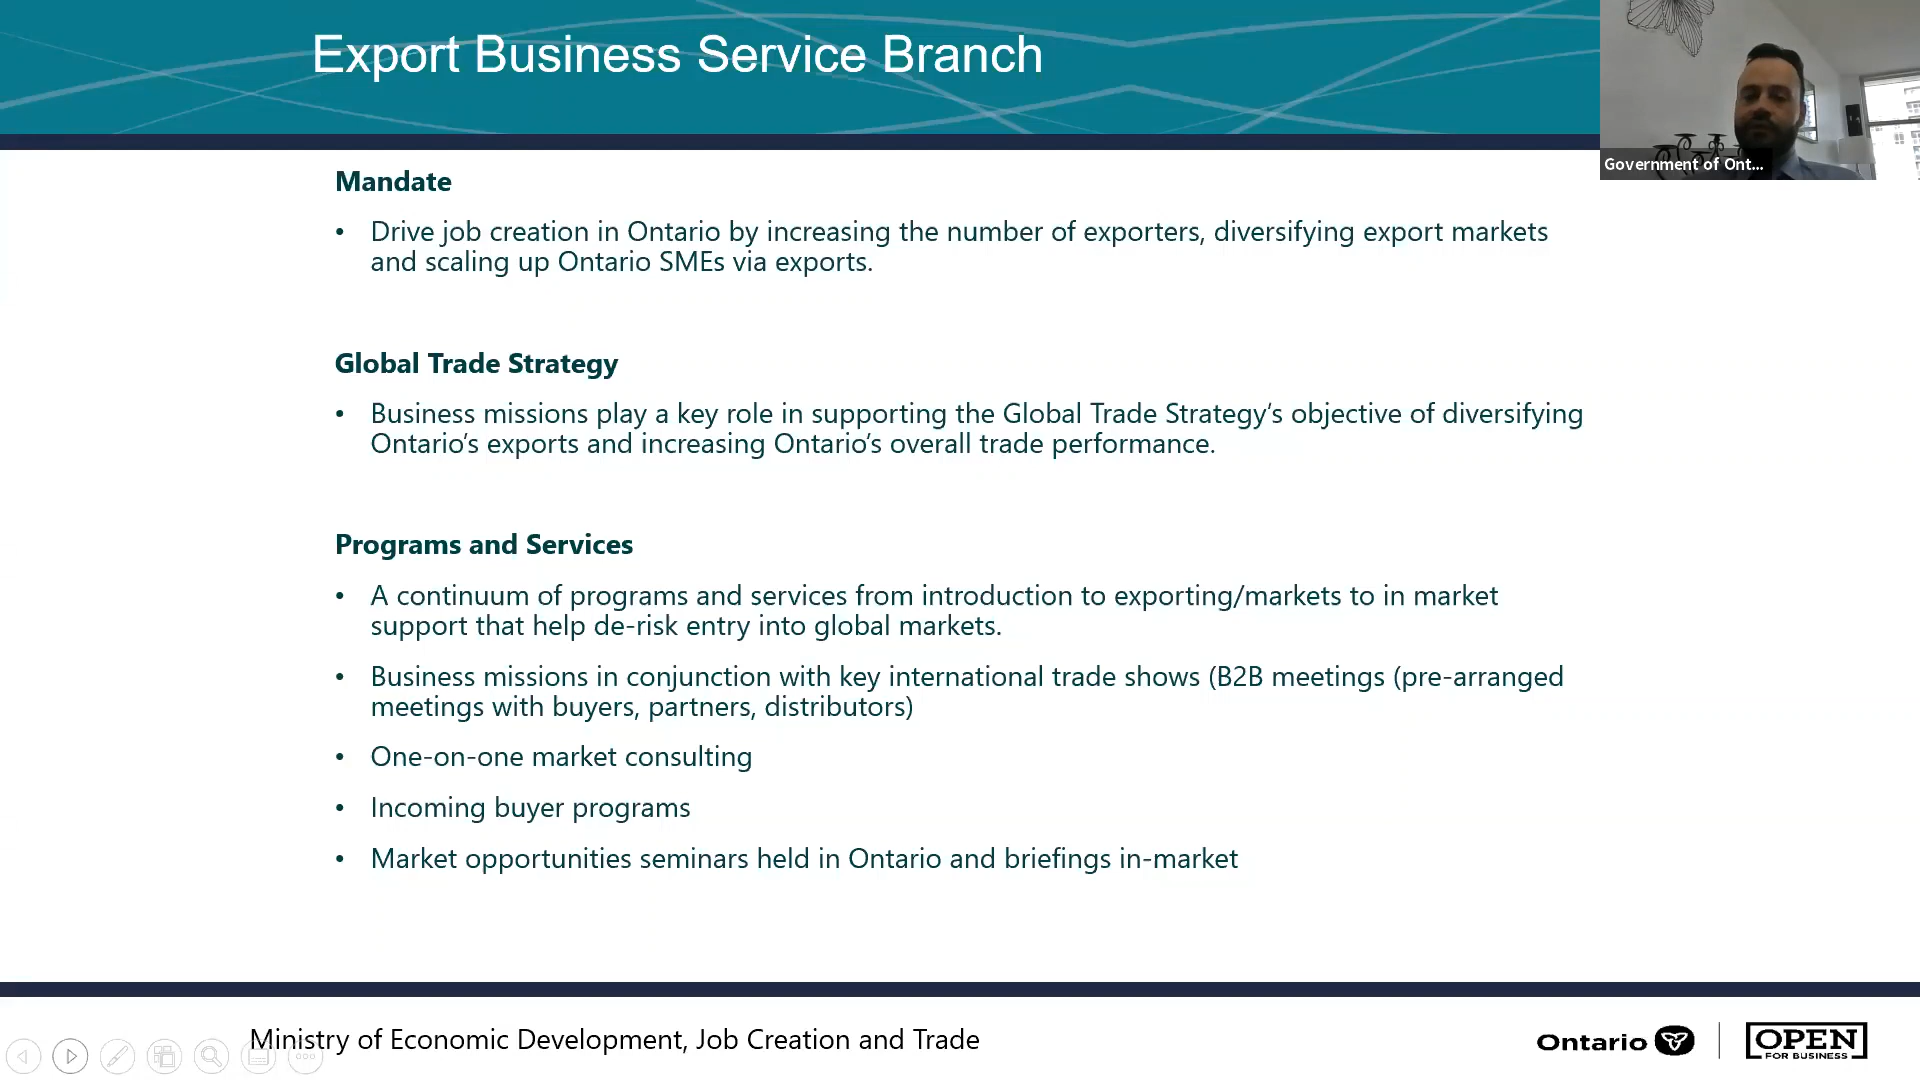 Export Business Service Branch
Government of Ont...
Mandate
• Drive job creation in Ontario by increasing the number of exporters, diversifying export markets
and scaling up Ontario SMEs via exports.
Global Trade Strategy
• Business missions play a key role in supporting the Global Trade Strategy’s objective of diversifying
Ontario’s exports and increasing Ontario’s overall trade performance.
Programs and Services
• A continuum of programs and services from introduction to exporting/markets to in market
support that help de-risk entry into global markets.
• Business missions in conjunction with key international trade shows (B2B meetings (pre-arranged
meetings with buyers, partners, distributors)
• One-on-one market consulting
• Incoming buyer programs
• Market opportunities seminars held in Ontario and briefings in-market
Ministry of Economic Development, Job Creation and Trade
Ontario
OPEN
FOR BUSINESS